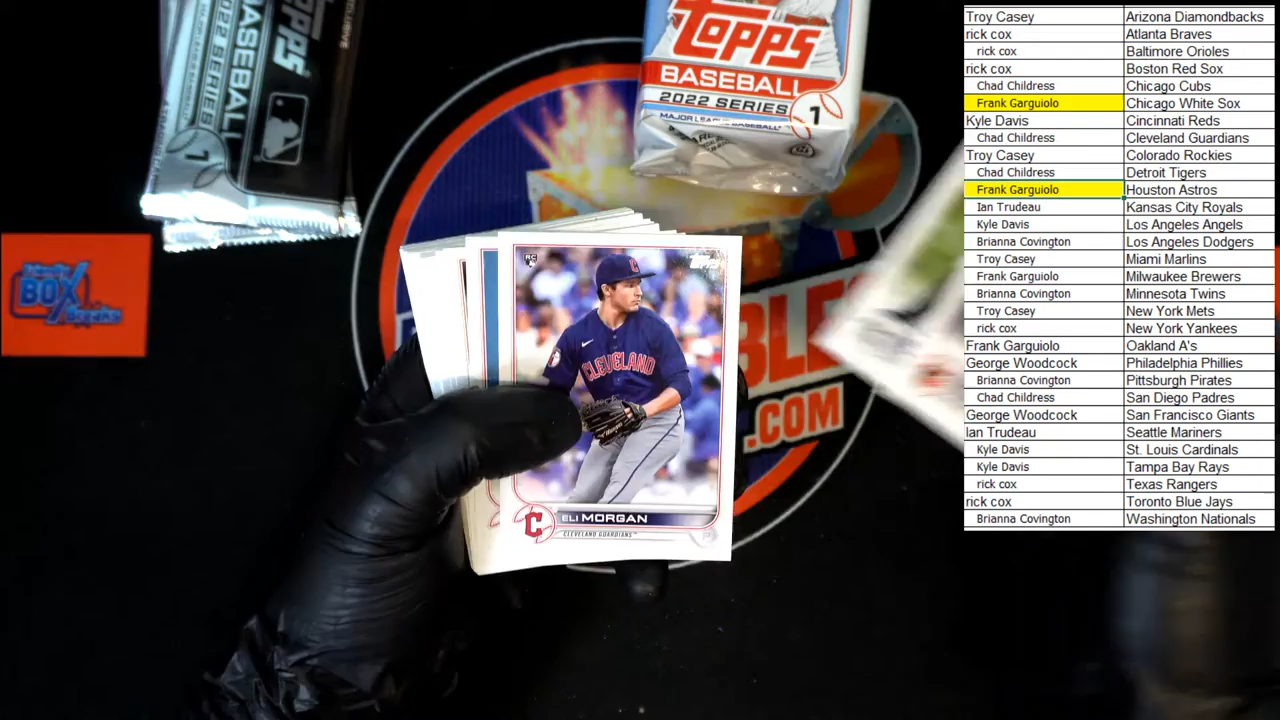 Topps
BASEBALL
2022 SERIES
1
MAJOR LEAGUE BASEBALL
Topps
BASEBALL
2022 SERIES 1
MAJOR LEAGUE BASEBALL
BOX
Breaks
BLES
.COM
RC
CLEVELAND
ELI MORGAN
CLEVELAND GUARDIANS
P
Troy Casey Arizona Diamondbacks
rick cox Atlanta Braves
rick cox Baltimore Orioles
rick cox Boston Red Sox
Chad Childress Chicago Cubs
Frank Garguiolo Chicago White Sox
Kyle Davis Cincinnati Reds
Chad Childress Cleveland Guardians
Troy Casey Colorado Rockies
Chad Childress Detroit Tigers
Frank Garguiolo Houston Astros
Ian Trudeau Kansas City Royals
Kyle Davis Los Angeles Angels
Brianna Covington Los Angeles Dodgers
Troy Casey Miami Marlins
Frank Garguiolo Milwaukee Brewers
Brianna Covington Minnesota Twins
Troy Casey New York Mets
rick cox New York Yankees
Frank Garguiolo Oakland A's
George Woodcock Philadelphia Phillies
Brianna Covington Pittsburgh Pirates
Chad Childress San Diego Padres
George Woodcock San Francisco Giants
Ian Trudeau Seattle Mariners
Kyle Davis St. Louis Cardinals
Kyle Davis Tampa Bay Rays
rick cox Texas Rangers
rick cox Toronto Blue Jays
Brianna Covington Washington Nationals